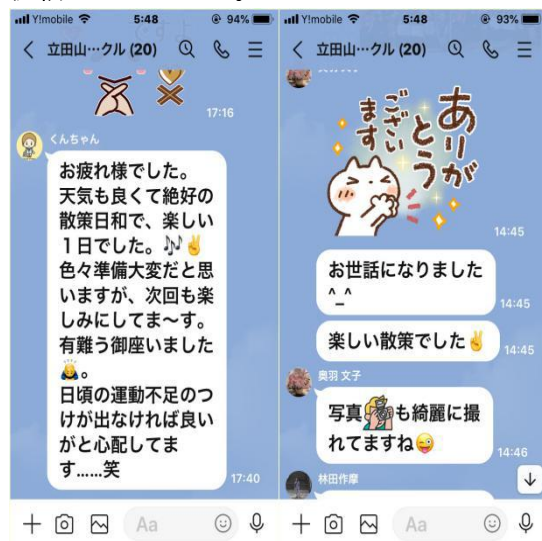 Y!mobile 5:48 94%
立田山…クル (20)
17:16
くんちゃん
お疲れ様でした。
天気も良くて絶好の
散策日和で、楽しい
１日でした。🎶✌️
色々準備大変だと思
いますが、次回も楽
しみにしてま〜す。
有難う御座いました
🙇。
日頃の運動不足のつ
けが出なければ良い
がと心配してま
す……笑
17:40
Aa
Y!mobile 5:48 93%
立田山…クル (20)
ありが
とう
ござい
ます
14:45
お世話になりました
^_^
14:45
楽しい散策でした✌️
14:45
奥羽 文子
写真も綺麗に撮
れてますね😜
14:46
林田作摩
Aa